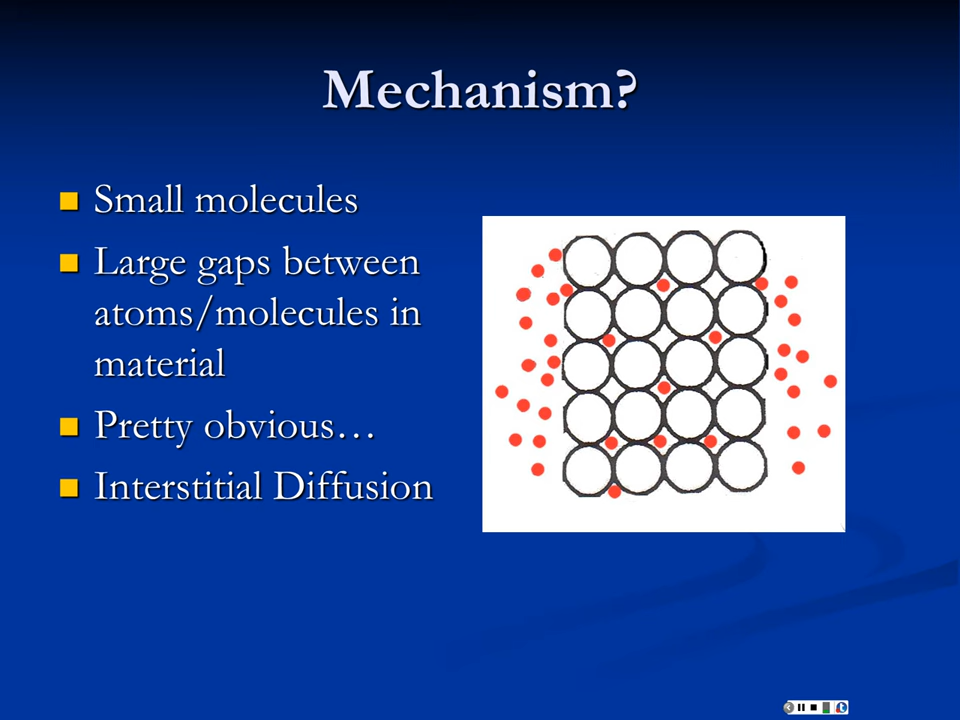 Mechanism?
Small molecules
Large gaps between
atoms/molecules in
material
Pretty obvious…
Interstitial Diffusion